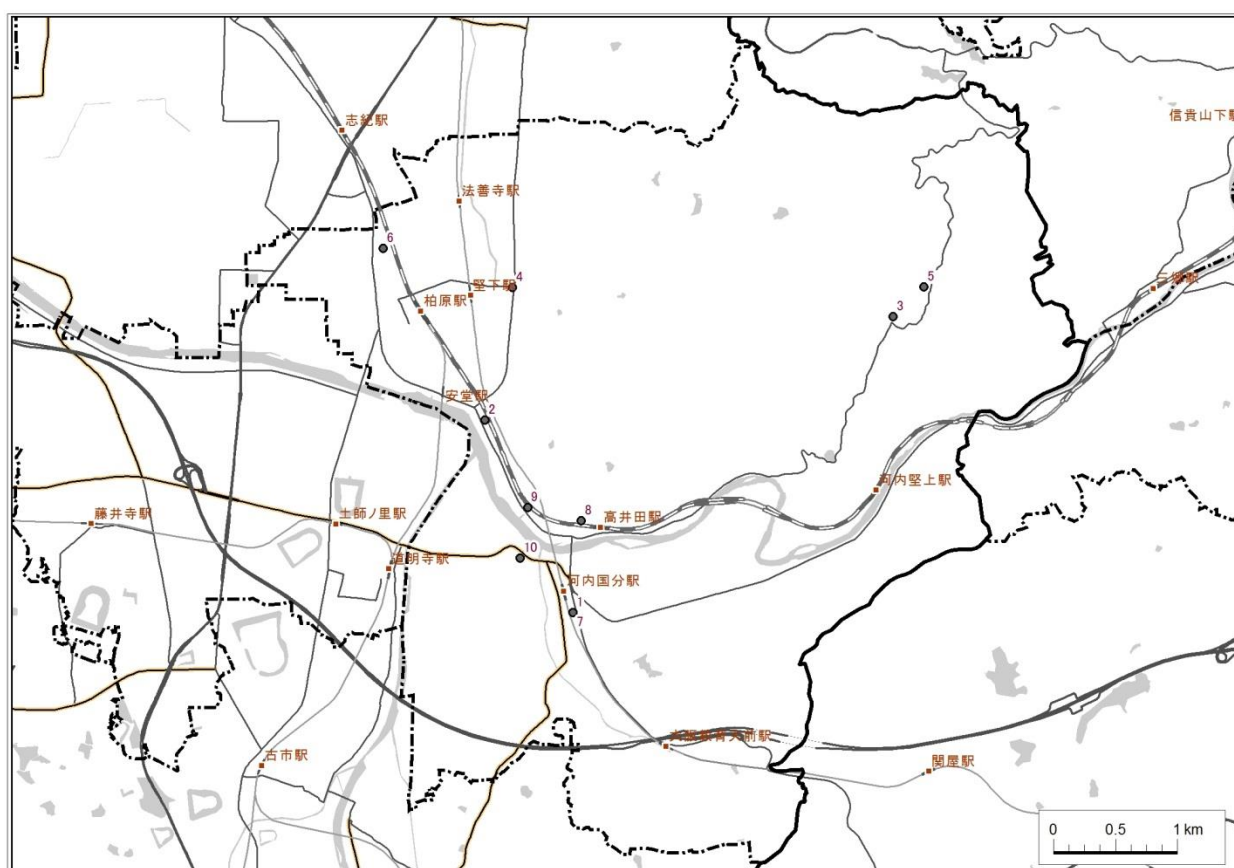 志紀駅
信貴山下駅
法善寺駅
6
4
堅下駅
5
柏原駅
3
三郷駅
安堂駅
2
河内堅上駅
9
8
藤井寺駅
土師ノ里駅
高井田駅
10
道明寺駅
河内国分駅
1
7
大阪教育大前駅
古市駅
関屋駅
0 0.5 1 km